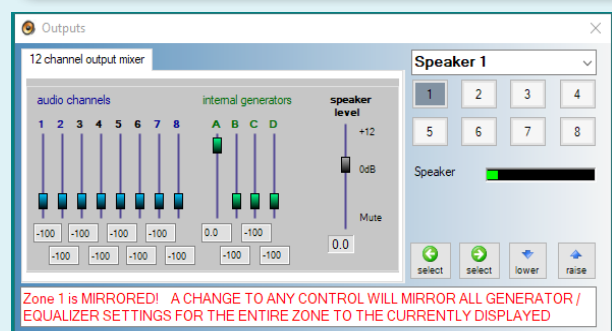 Outputs
12 channel output mixer
Speaker 1
audio channels internal generators speaker level
1 2 3 4 5 6 7 8 A B C D
+12
0dB
Mute
-100 -100 -100 -100 0.0 -100
-100 -100 -100 -100 -100 -100
0.0
1 2 3 4
5 6 7 8
Speaker
select select lower raise
Zone 1 is MIRRORED! A CHANGE TO ANY CONTROL WILL MIRROR ALL GENERATOR /
EQUALIZER SETTINGS FOR THE ENTIRE ZONE TO THE CURRENTLY DISPLAYED